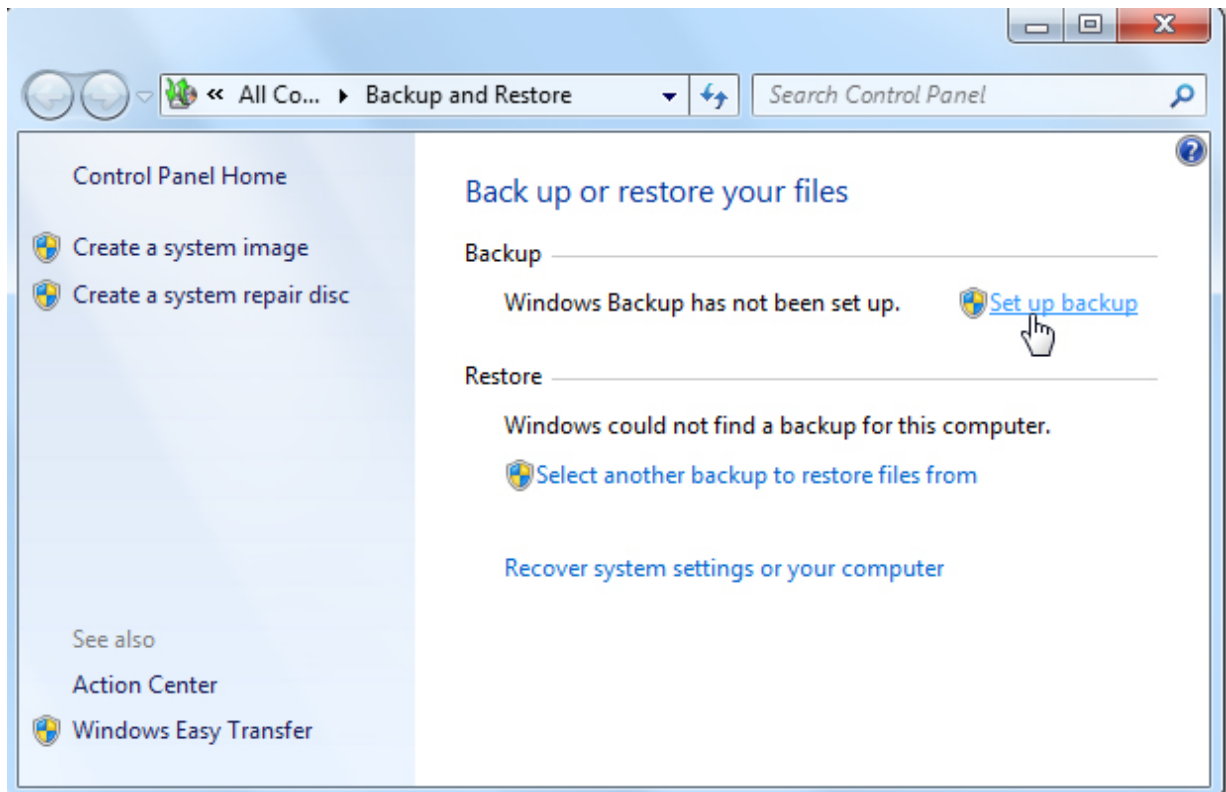 « All Co... ▸ Backup and Restore
Search Control Panel
Control Panel Home
Create a system image
Create a system repair disc
See also
Action Center
Windows Easy Transfer
Back up or restore your files
Backup
Windows Backup has not been set up. Set up backup
Restore
Windows could not find a backup for this computer.
Select another backup to restore files from
Recover system settings or your computer